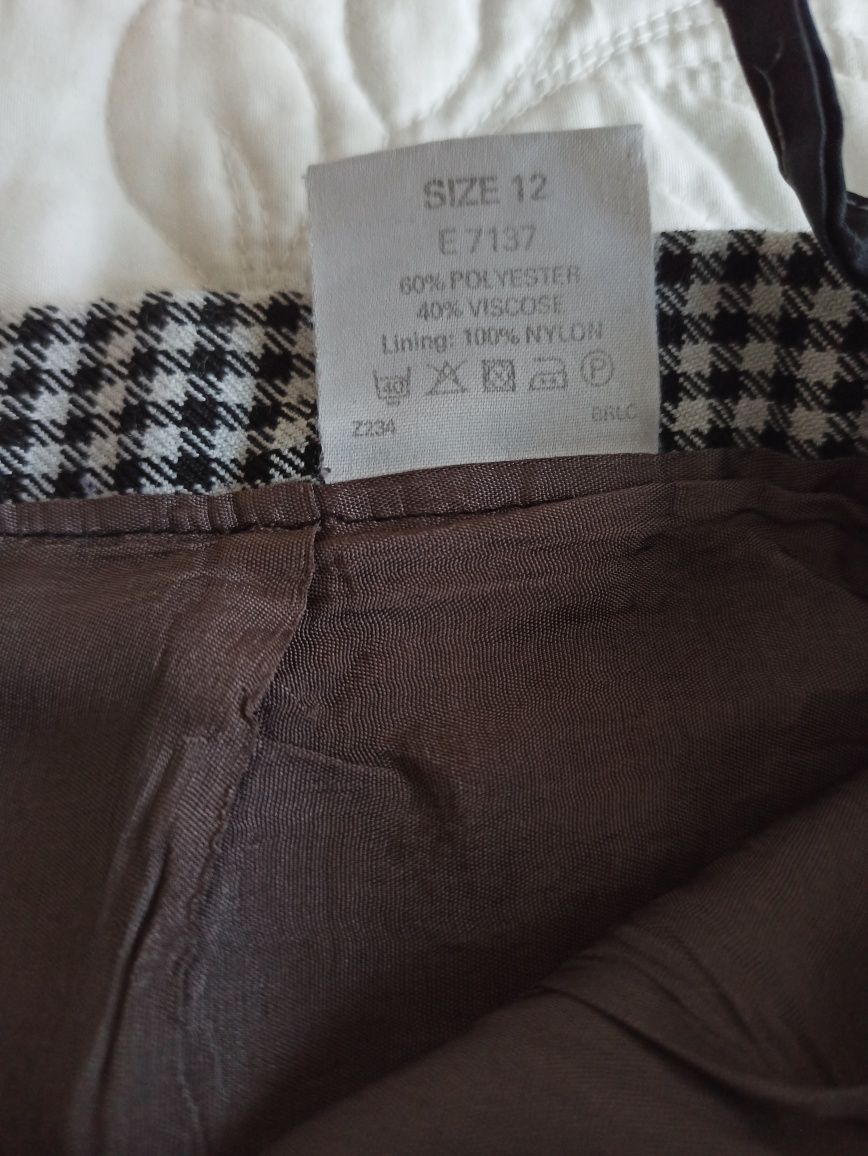 SIZE 12
E 7137
60% POLYESTER
40% VISCOSE
Lining: 100% NYLON
40 P
Z234 BRLC